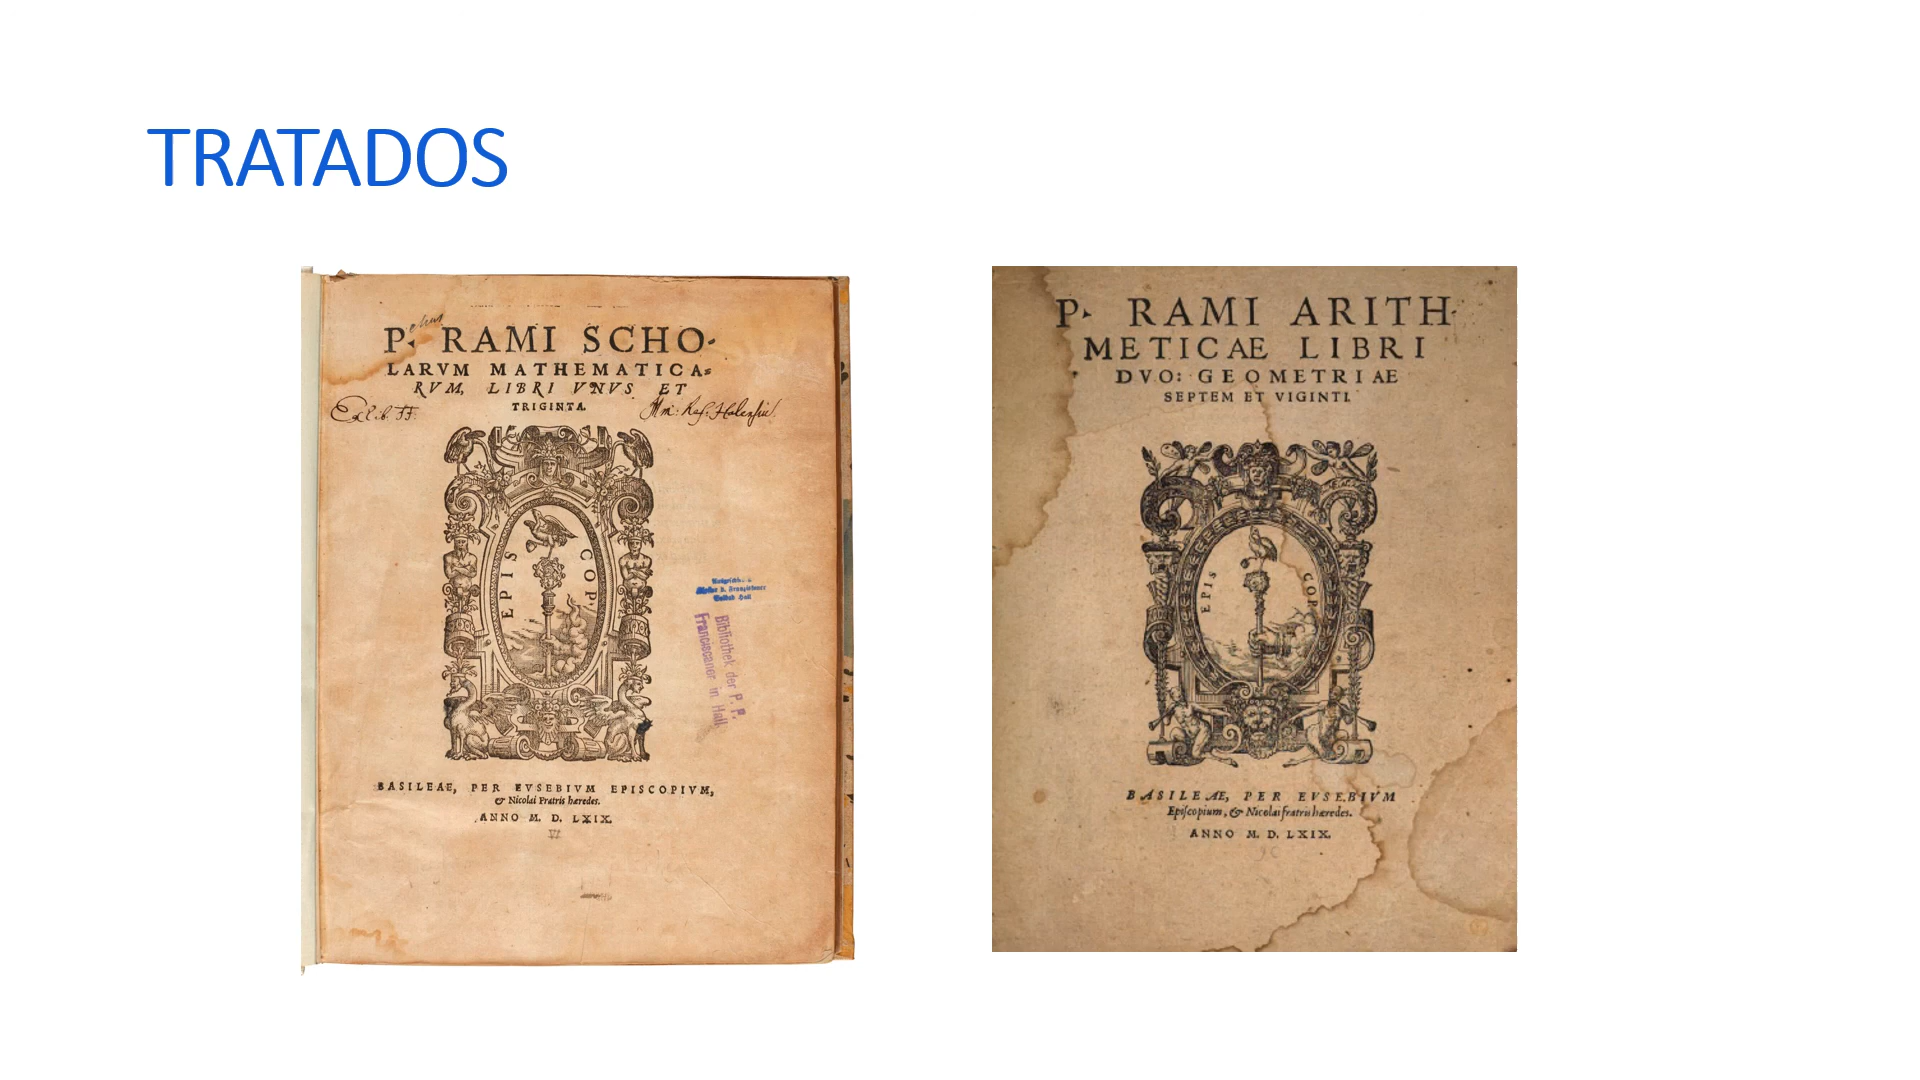 TRATADOS
P. RAMI SCHO-
LARVM MATHEMATICA-
RVM, LIBRI VNVS ET
TRIGINTA.
EPIS COP.
Bibliothek der P. P.
Franciscaner in Hall
BASILEAE, PER EVSEBIVM EPISCOPIVM,
& Nicolai Fratris hæredes.
ANNO M. D. LXIX.
P. RAMI ARITH-
METICAE LIBRI
DVO: GEOMETRIAE
SEPTEM ET VIGINTI.
EPIS COP.
BASILEAE, PER EVSEBIVM
Episcopium, & Nicolai fratris hæredes.
ANNO M. D. LXIX.